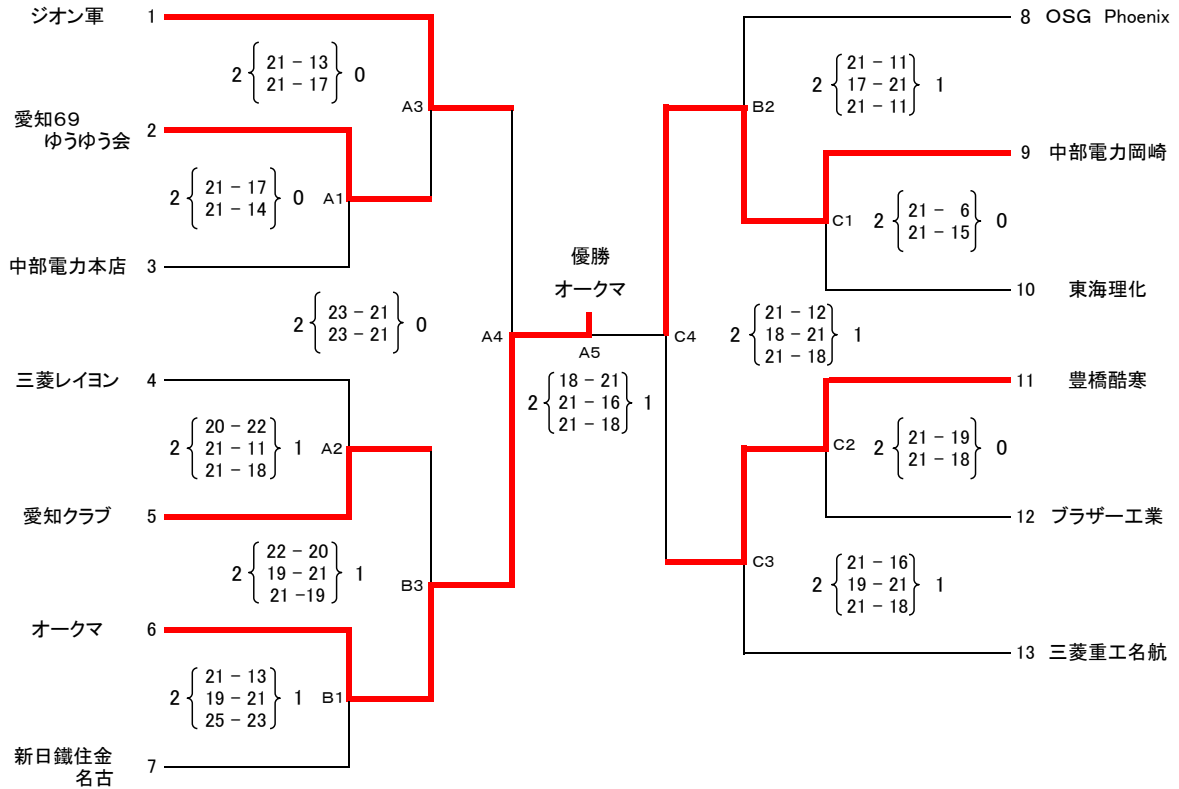 ジオン軍 1
2 21 - 13 0
21 - 17
A3
愛知69 2
ゆうゆう会
2 21 - 17 0
21 - 14
A1
中部電力本店 3
2 23 - 21 0
23 - 21
A4
三菱レイヨン 4
20 - 22
2 21 - 11 1
21 - 18
A2
愛知クラブ 5
22 - 20
2 19 - 21 1
21 -19
B3
オークマ 6
21 - 13
2 19 - 21 1
25 - 23
B1
新日鐵住金 7
名古
優勝
オークマ
A5
18 - 21
2 21 - 16 1
21 - 18
8 OSG Phoenix
21 - 11
2 17 - 21 1
21 - 11
B2
9 中部電力岡崎
2 21 - 6 0
21 - 15
C1
10 東海理化
21 - 12
2 18 - 21 1
21 - 18
C4
11 豊橋酷寒
2 21 - 19 0
21 - 18
C2
12 ブラザー工業
21 - 16
2 19 - 21 1
21 - 18
C3
13 三菱重工名航